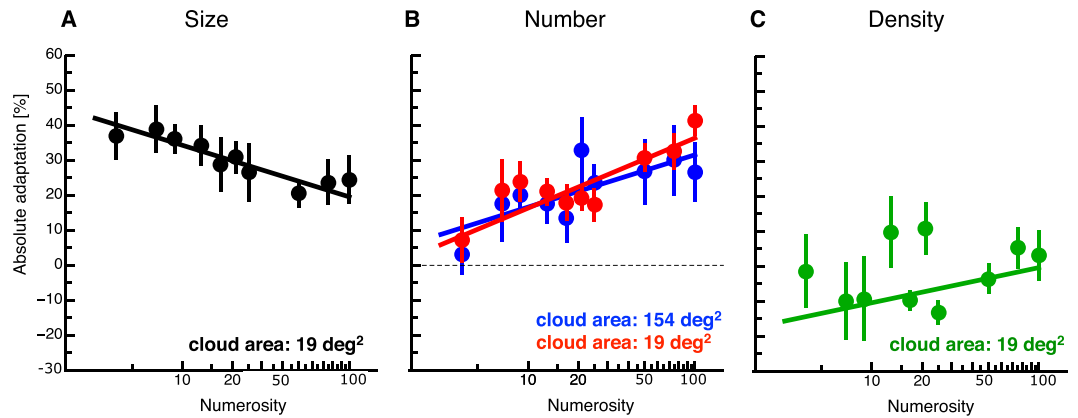 A Size
B Number
C Density
Absolute adaptation [%]
60
50
40
30
20
10
0
−10
−20
-30
cloud area: 19 deg²
10 20 50 100
Numerosity
cloud area: 154 deg²
cloud area: 19 deg²
10 20 50 100
Numerosity
cloud area: 19 deg²
10 20 50 100
Numerosity